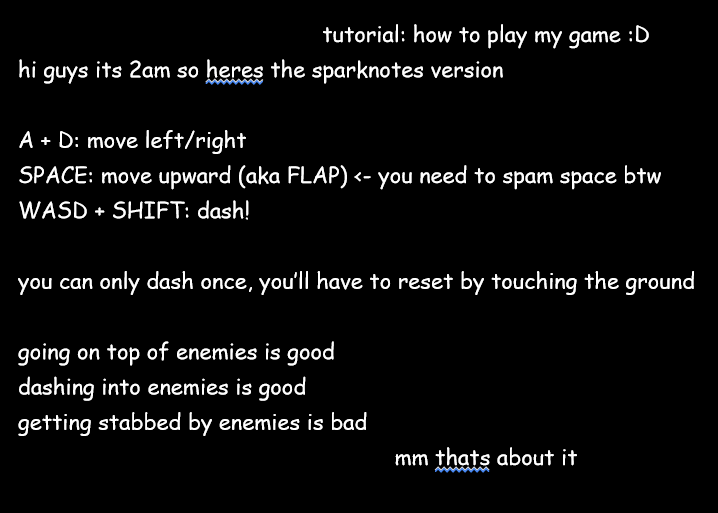 tutorial: how to play my game :D
hi guys its 2am so heres the sparknotes version
A + D: move left/right
SPACE: move upward (aka FLAP) <- you need to spam space btw
WASD + SHIFT: dash!
you can only dash once, you'll have to reset by touching the ground
going on top of enemies is good
dashing into enemies is good
getting stabbed by enemies is bad
mm thats about it